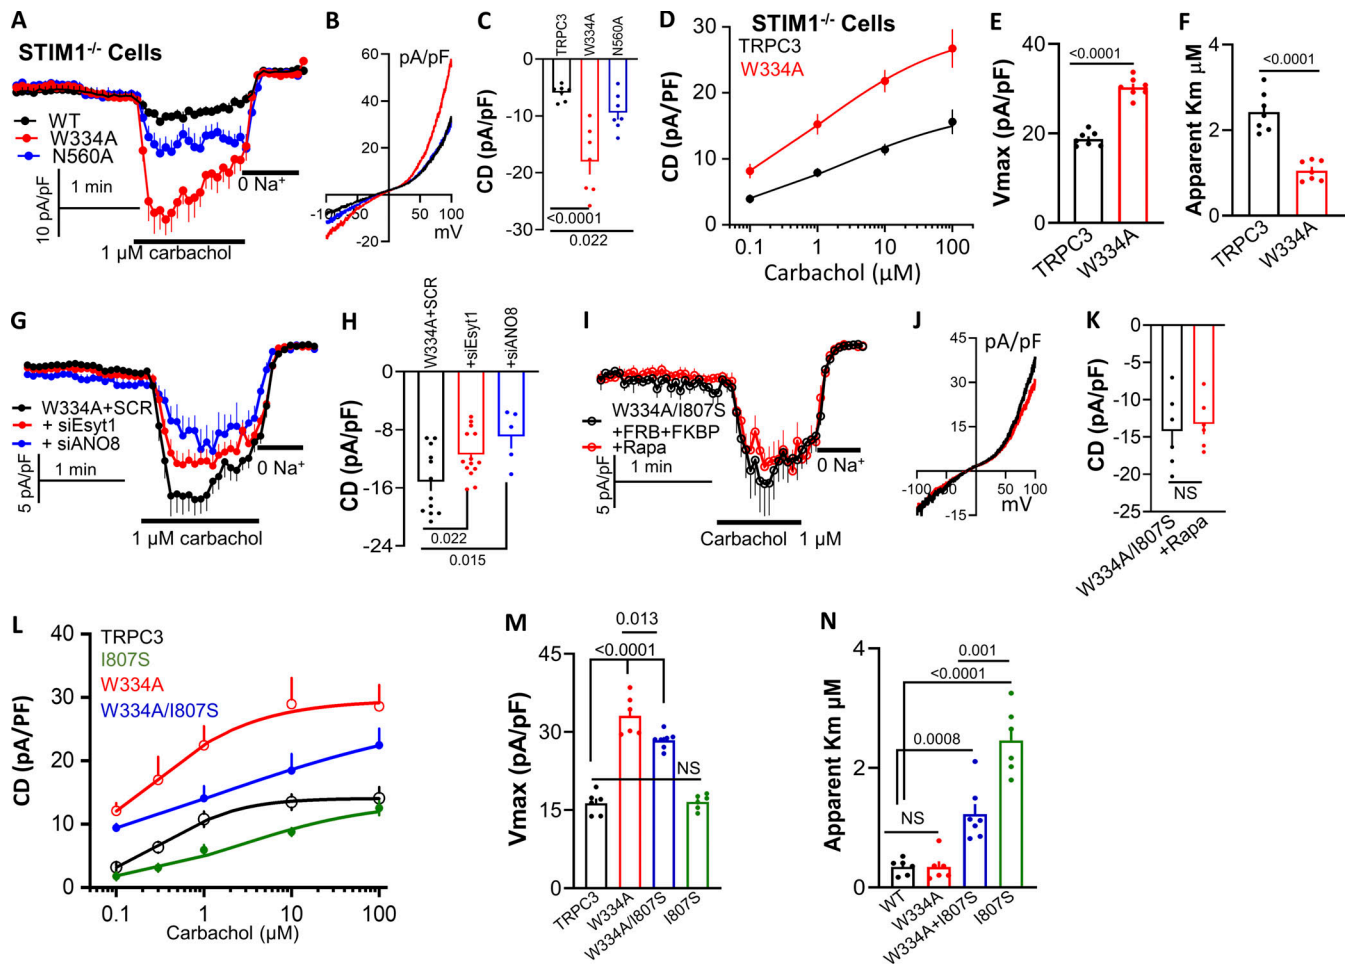 A
STIM1-/- Cells
WT
W334A
N560A
1 min
10 pA/pF
0 Na+
1 µM carbachol
B
pA/pF
60
40
20
-100
50
100
-20
mV
C
TRPC3
W334A
N560A
0
-10
-20
-30
CD (pA/pF)
<0.0001
0.022
D
STIM1-/- Cells
TRPC3
W334A
30
20
10
0
CD (pA/PF)
0.1
1
10
100
Carbachol (µM)
E
<0.0001
40
20
0
Vmax (pA/pF)
TRPC3
W334A
F
4
<0.0001
2
0
Apparent Km µM
TRPC3
W334A
G
W334A+SCR
+ siEsyt1
+ siANO8
1 min
5 pA/pF
0 Na+
1 µM carbachol
H
W334A+SCR
+siEsyt1
+siANO8
0
-8
-16
-24
CD (pA/pF)
0.022
0.015
I
W334A/I807S
+FRB+FKBP
+Rapa
1 min
5 pA/pF
0 Na+
Carbachol 1 µM
J
pA/pF
45
30
15
-100
-50
50
100
-15
mV
K
0
-5
-10
-15
-20
-25
CD (pA/pF)
NS
W334A/I807S
+Rapa
L
TRPC3
I807S
W334A
W334A/I807S
40
30
20
10
0
CD (pA/PF)
0.1
1
10
100
Carbachol (µM)
M
0.013
<0.0001
NS
45
30
15
0
Vmax (pA/pF)
TRPC3
W334A
W334A/I807S
I807S
N
0.001
<0.0001
0.0008
NS
4
2
0
Apparent Km µM
WT
W334A
W334A+I807S
I807S